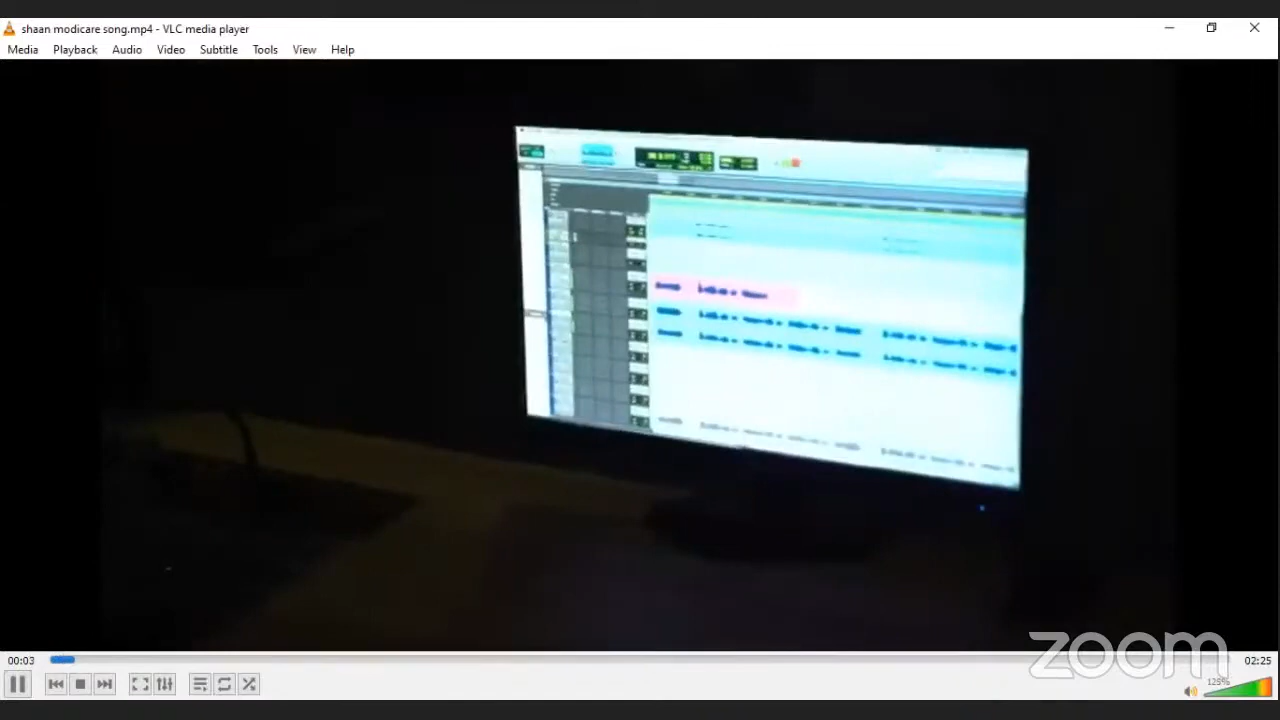 shaan modicare song.mp4 - VLC media player
Media Playback Audio Video Subtitle Tools View Help
00:03
02:25
125%
zoom